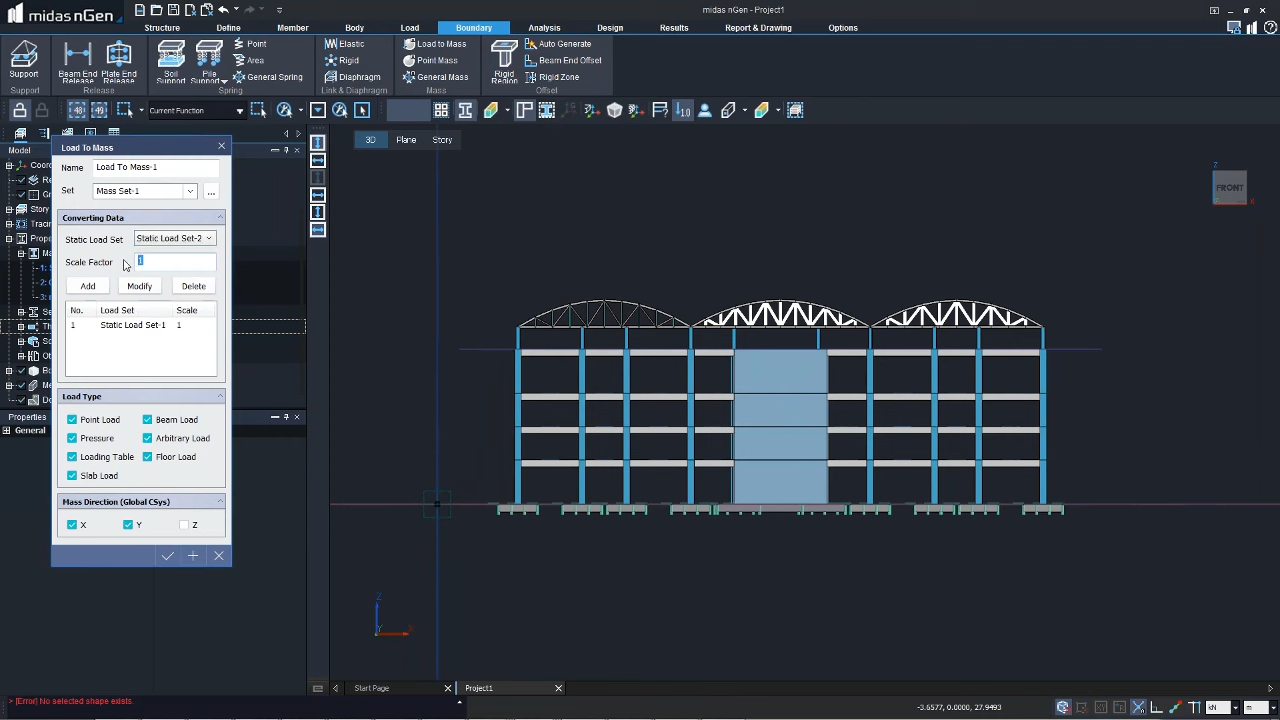 midas nGen
midas nGen - Project1
Structure Define Member Boundary Load Boundary Analysis Design Results Report & Drawing Options
Support
Beam End Release
Plate End Release
Soil Support
Pile Support
Point
Area
General Spring
Elastic
Rigid
Diaphragm
Load to Mass
Point Mass
General Mass
Rigid Region
Auto Generate
Beam End Offset
Rigid Zone
Support Release Spring Link & Diaphragm Mass Offset
Current Function
Model
Load To Mass
Name Load To Mass-1
Set Mass Set-1 ...
Converting Data
Static Load Set Static Load Set-2
Scale Factor 1
Add Modify Delete
No. Load Set Scale
1 Static Load Set-1 1
Load Type
Point Load Beam Load
Pressure Arbitrary Load
Loading Table Floor Load
Slab Load
Mass Direction (Global CSys)
X Y Z
Properties
General
3D Plane Story
Z
FRONT
X
Z
Y
X
Start Page Project1
> [Error] No selected shape exists.
-3.6577, 0.0000, 27.9493 kN m